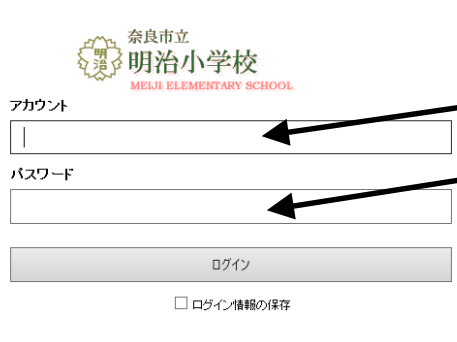 奈良市立
明治
明治小学校
MEIJI ELEMENTARY SCHOOL
アカウント
パスワード
ログイン
ログイン情報の保存